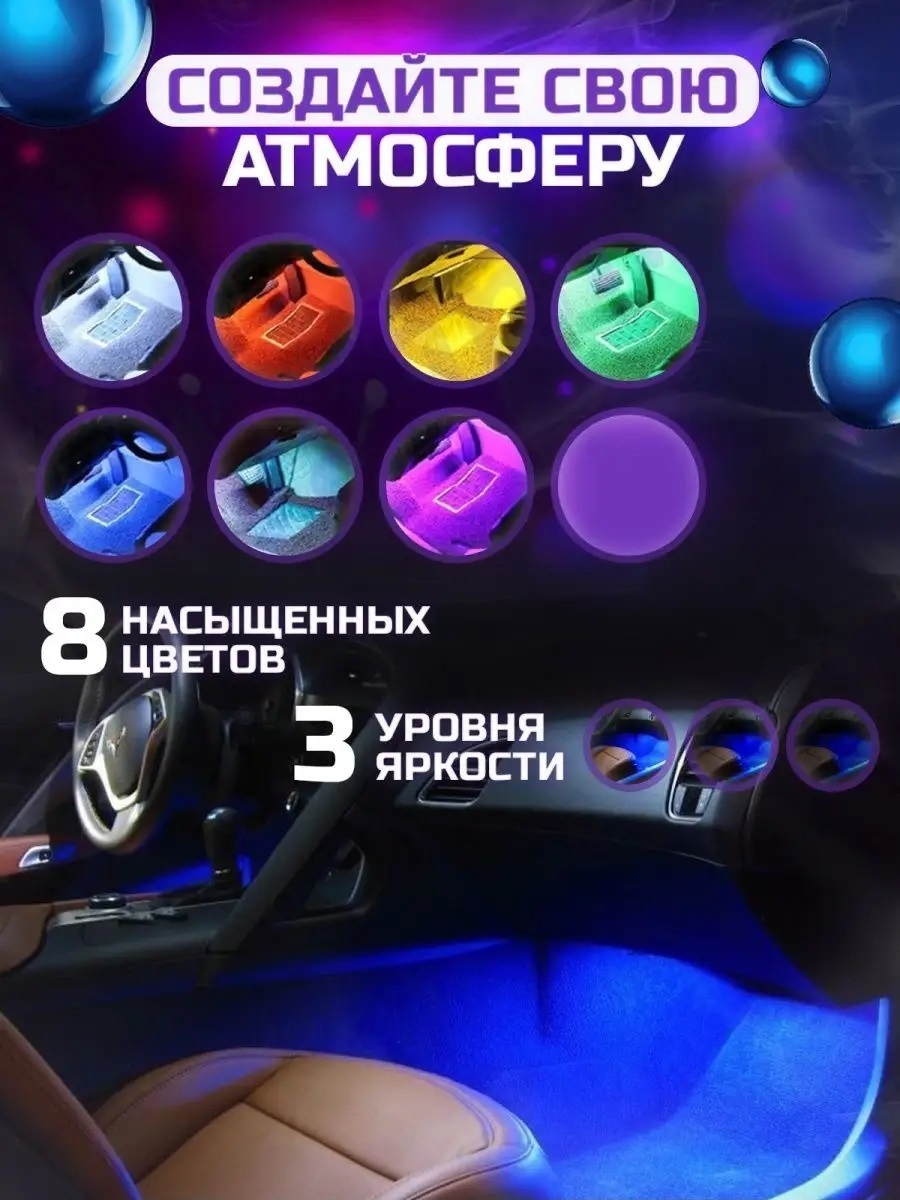 СОЗДАЙТЕ СВОЮ
АТМОСФЕРУ
8 НАСЫЩЕННЫХ
ЦВЕТОВ
3 УРОВНЯ
ЯРКОСТИ